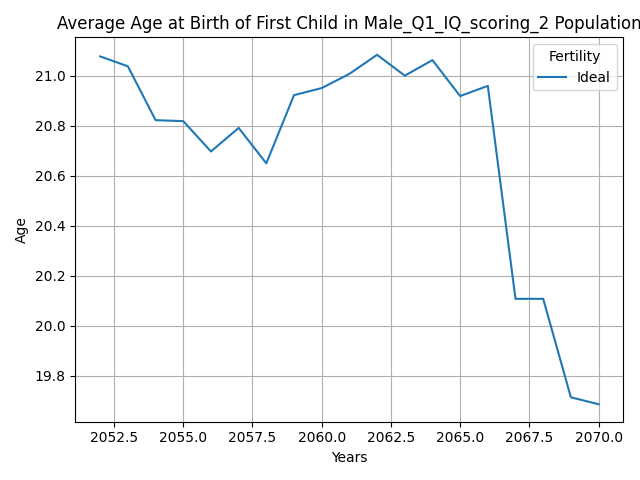 Average Age at Birth of First Child in Male_Q1_IQ_scoring_2 Population
Fertility
Ideal
21.0
20.8
20.6
20.4
20.2
20.0
19.8
Age
2052.5 2055.0 2057.5 2060.0 2062.5 2065.0 2067.5 2070.0
Years